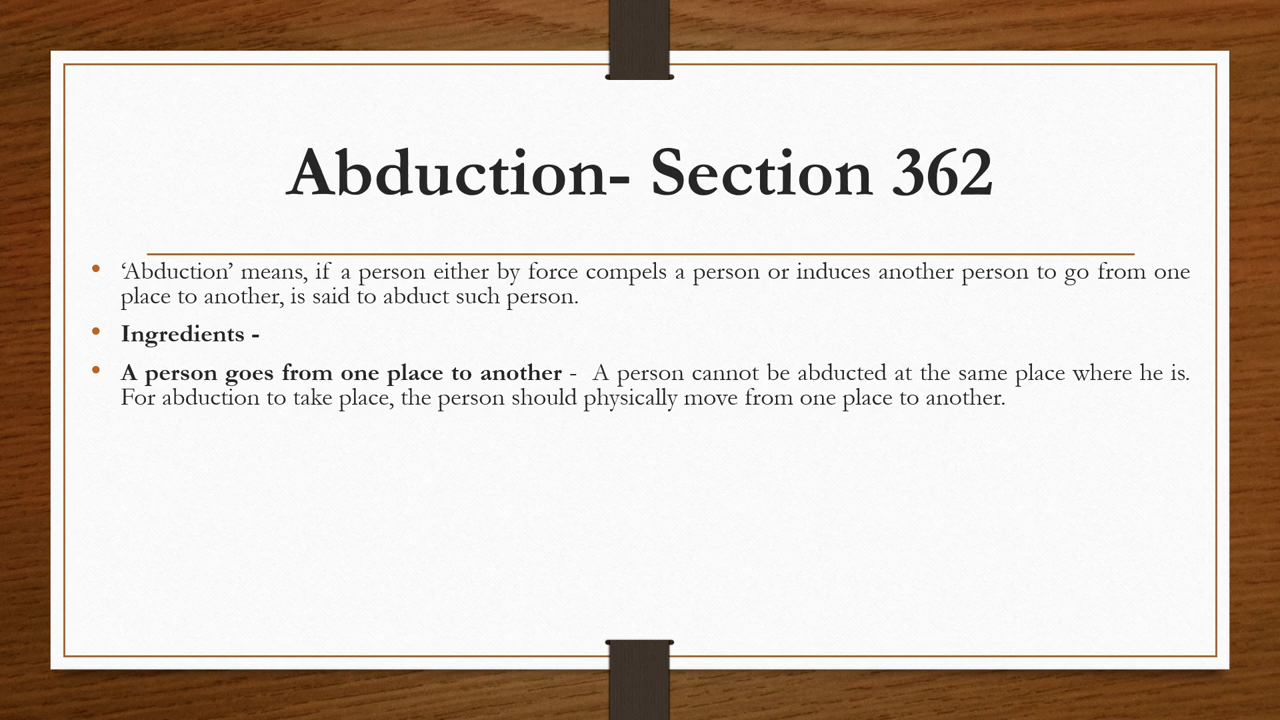 Abduction- Section 362
• ‘Abduction’ means, if a person either by force compels a person or induces another person to go from one
place to another, is said to abduct such person.
• Ingredients -
• A person goes from one place to another -  A person cannot be abducted at the same place where he is.
For abduction to take place, the person should physically move from one place to another.